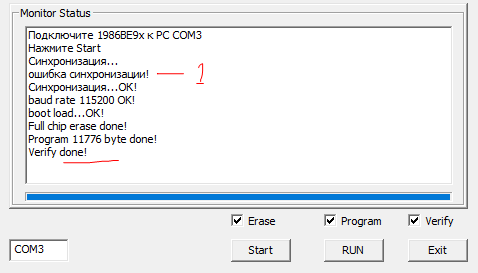 Monitor Status
Подключите 1986BE9x к PC COM3
Нажмите Start
Синхронизация...
ошибка синхронизации! 1
Синхронизация...OK!
baud rate 115200 OK!
boot load...OK!
Full chip erase done!
Program 11776 byte done!
Verify done!
Erase Program Verify
COM3 Start RUN Exit